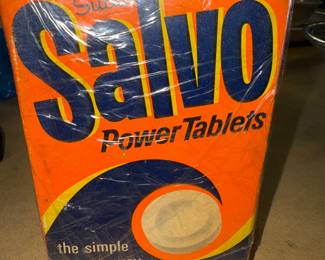 Salvo
Power Tablets
the simple